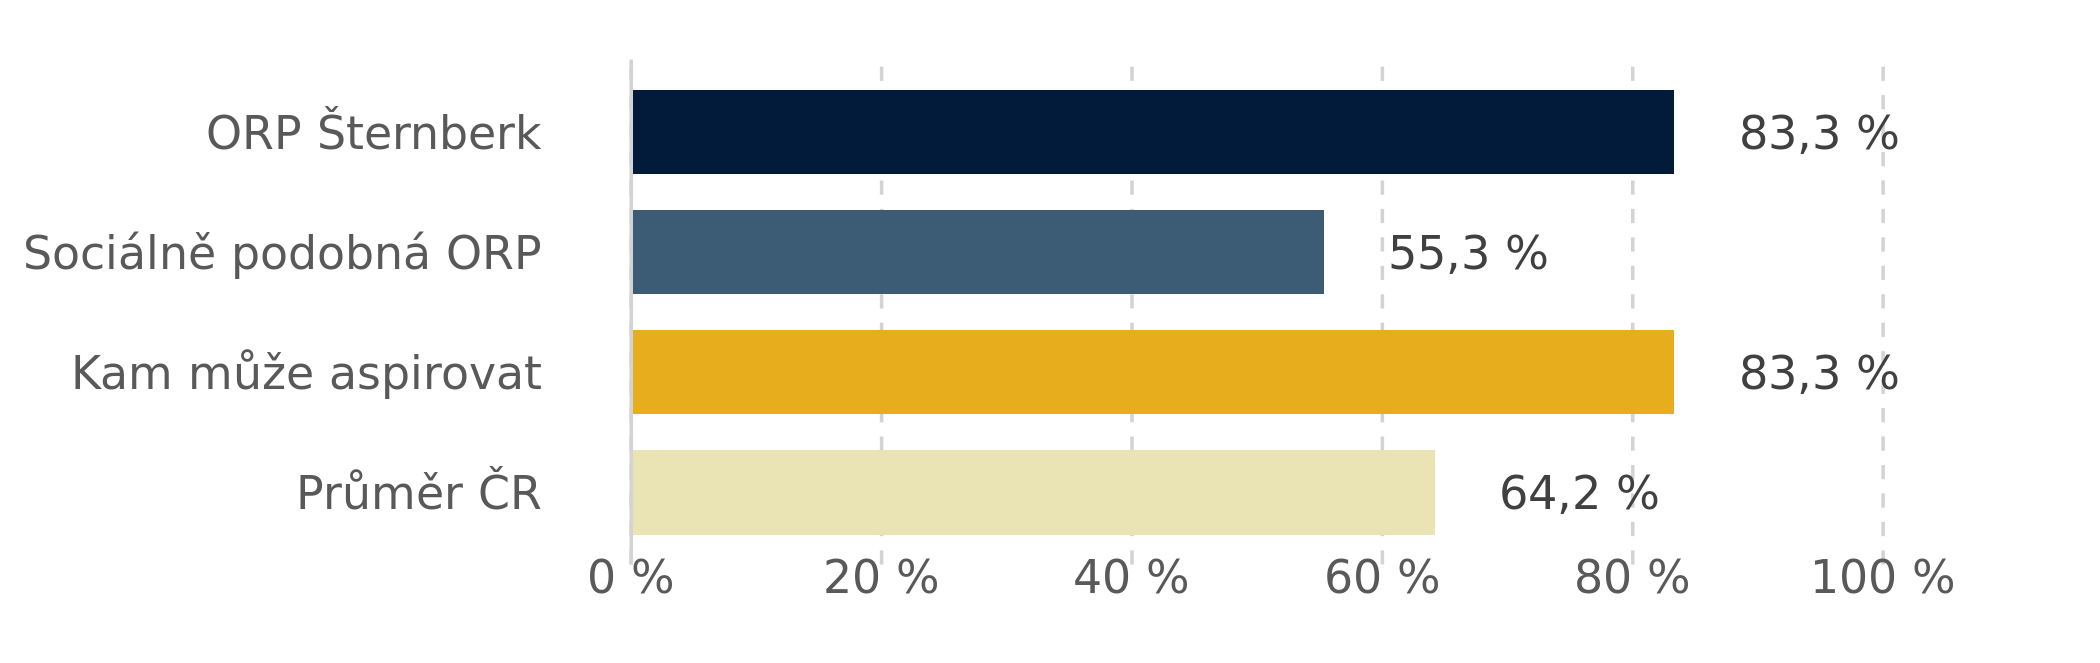 ORP Šternberk 83,3 %
Sociálně podobná ORP 55,3 %
Kam může aspirovat 83,3 %
Průměr ČR 64,2 %
0 % 20 % 40 % 60 % 80 % 100 %